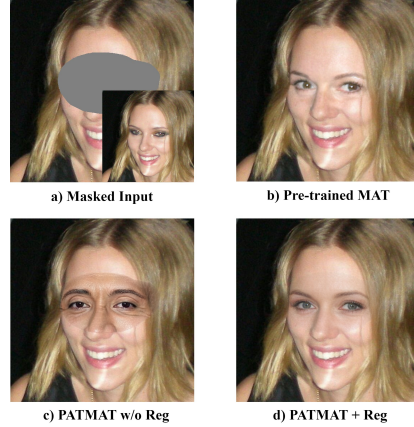 a) Masked Input
b) Pre-trained MAT
c) PATMAT w/o Reg
d) PATMAT + Reg